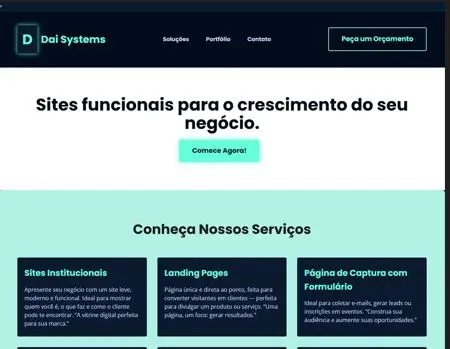 D Dai Systems
Soluções Portfólio Contato
Peça um Orçamento
Sites funcionais para o crescimento do seu
negócio.
Comece Agora!
Conheça Nossos Serviços
Sites Institucionais
Apresente seu negócio com um site leve,
moderno e funcional. Ideal para mostrar
quem você é, o que faz e como o cliente
pode te encontrar. "A vitrine digital perfeita
para sua marca."
Landing Pages
Página única e direta ao ponto, feita para
converter visitantes em clientes — perfeita
para divulgar um produto ou serviço. "Uma
página, um foco: gerar resultados."
Página de Captura com
Formulário
Ideal para coletar e-mails, gerar leads ou
inscrições em eventos. "Construa sua
audiência e aumente suas oportunidades."